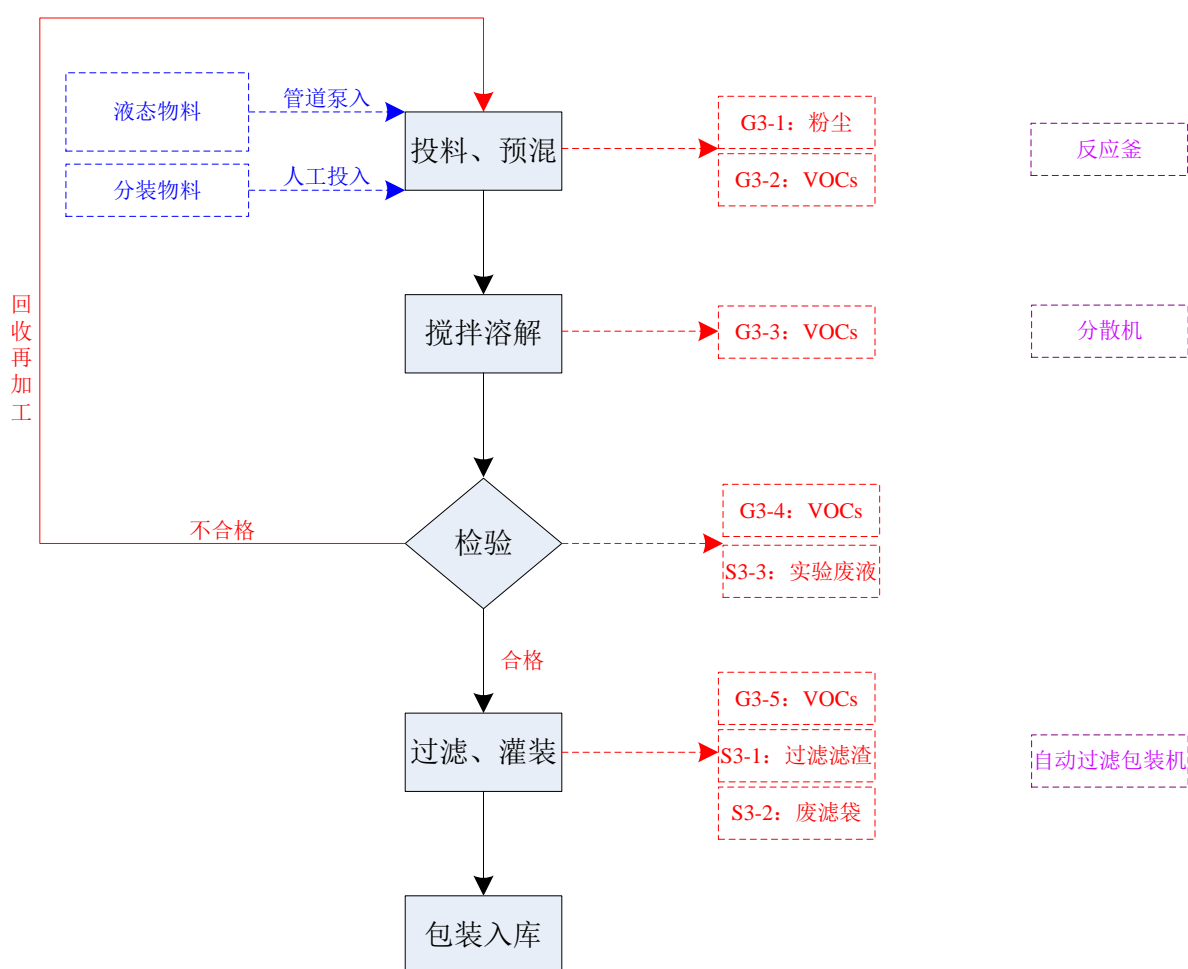 液态物料
管道泵入
分装物料
人工投入
投料、预混
G3-1：粉尘
G3-2：VOCs
反应釜
搅拌溶解
G3-3：VOCs
分散机
回收再加工
不合格
检验
G3-4：VOCs
S3-3：实验废液
合格
过滤、灌装
G3-5：VOCs
S3-1：过滤滤渣
S3-2：废滤袋
自动过滤包装机
包装入库